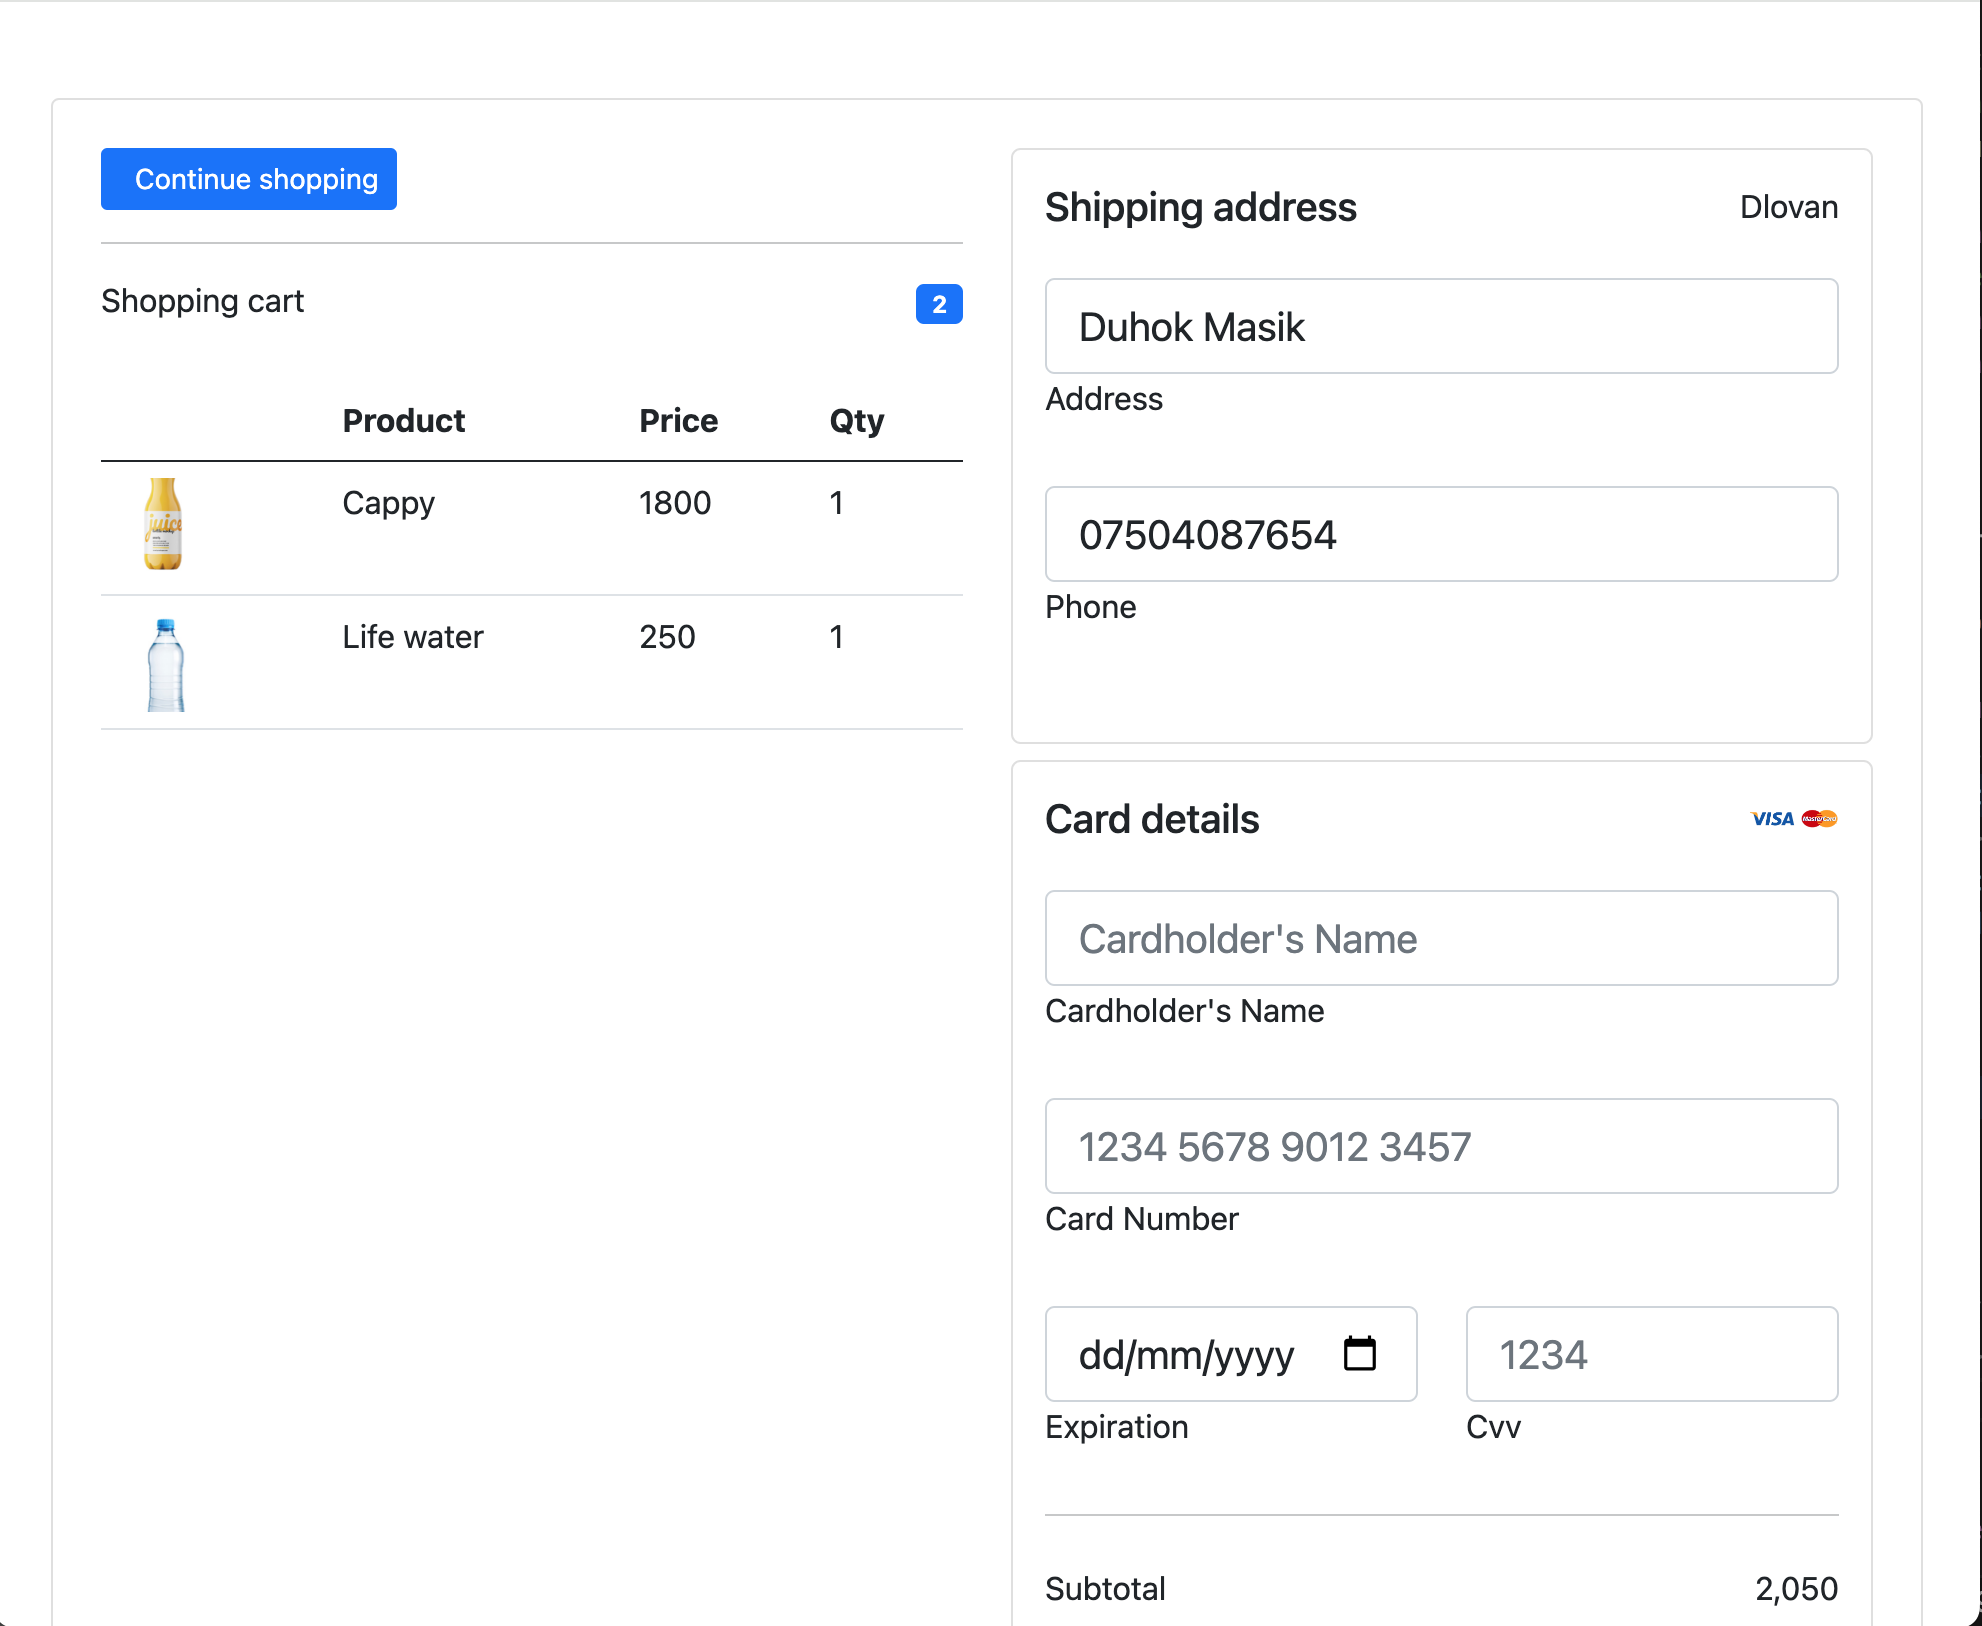 Continue shopping
Shopping cart
2
Product Price Qty
juice
Cappy 1800 1
Life water 250 1
Shipping address
Dlovan
Duhok Masik
Address
07504087654
Phone
Card details
VISA MasterCard
Cardholder's Name
Cardholder's Name
1234 5678 9012 3457
Card Number
dd/mm/yyyy
Expiration
1234
Cvv
Subtotal 2,050